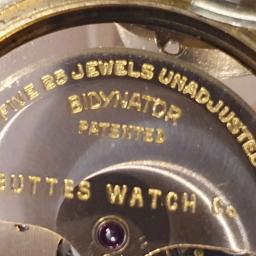 FIVE 25 JEWELS UNADJUSTED
BIDYNATOR
PATENTED
BUTTES WATCH Co